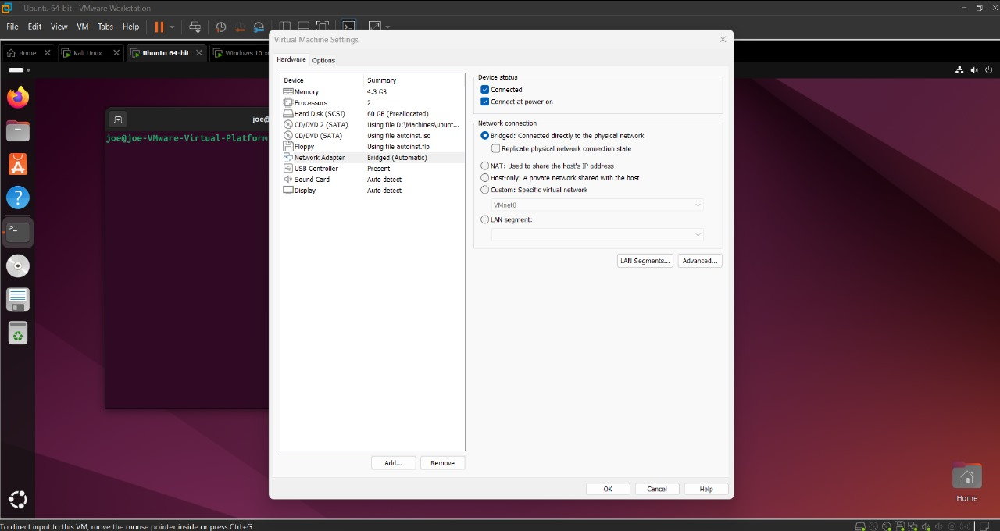 Ubuntu 64-bit - VMware Workstation
File Edit View VM Tabs Help
Home Kali Linux Ubuntu 64-bit Windows 10 x
Virtual Machine Settings
Hardware Options
Device Summary
Memory 4.3 GB
Processors 2
Hard Disk (SCSI) 60 GB (Preallocated)
CD/DVD 2 (SATA) Using file D:\Machines\ubunt...
CD/DVD (SATA) Using file autoinst.iso
Floppy Using file autoinst.flp
Network Adapter Bridged (Automatic)
USB Controller Present
Sound Card Auto detect
Display Auto detect
Add... Remove
Device status
Connected
Connect at power on
Network connection
Bridged: Connected directly to the physical network
Replicate physical network connection state
NAT: Used to share the host's IP address
Host-only: A private network shared with the host
Custom: Specific virtual network
VMnet0
LAN segment:
LAN Segments... Advanced...
OK Cancel Help
joe@
joe@joe-VMware-Virtual-Platform
Home
To direct input to this VM, move the mouse pointer inside or press Ctrl+G.